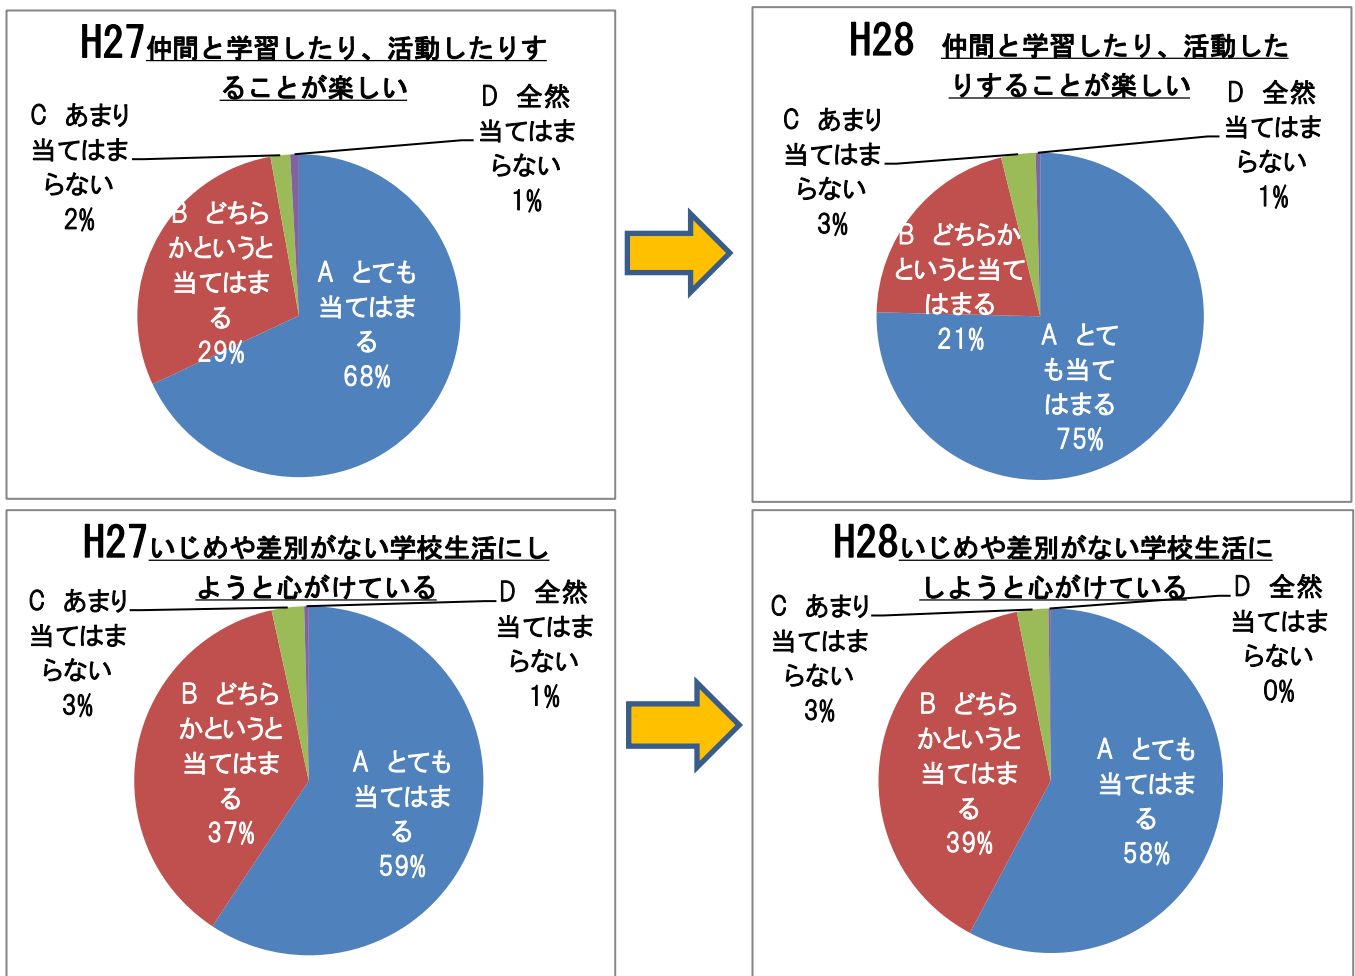 H27仲間と学習したり、活動したりす
ることが楽しい
C あまり
当てはま
らない
2%
D 全然
当てはま
らない
1%
B どちら
かというと
当てはま
る
29%
A とても
当てはま
る
68%
H28 仲間と学習したり、活動した
りすることが楽しい
C あまり
当てはま
らない
3%
D 全然
当てはま
らない
1%
B どちらか
というと当て
はまる
21%
A とて
も当て
はまる
75%
H27いじめや差別がない学校生活にし
ようと心がけている
C あまり
当てはま
らない
3%
D 全然
当てはま
らない
1%
B どちら
かというと
当てはま
る
37%
A とても
当てはま
る
59%
H28いじめや差別がない学校生活に
しようと心がけている
C あまり
当てはま
らない
3%
D 全然
当てはま
らない
0%
B どちら
かというと
当てはま
る
39%
A とても
当てはま
る
58%